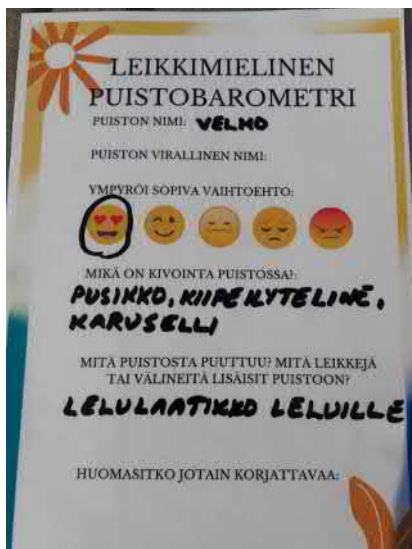 LEIKKIMIELINEN
PUISTOBAROMETRI
PUISTON NIMI: VELHO
PUISTON VIRALLINEN NIMI:
YMPYRÖI SOPIVA VAIHTOEHTO:
MIKÄ ON KIVOINTA PUISTOSSA?:
PUSIKKO, KIIPEILYTELINE,
KARUSELLI
MITÄ PUISTOSTA PUUTTUU? MITÄ LEIKKEJÄ
TAI VÄLINEITÄ LISÄISIT PUISTOON?
LELULAATIKKO LELUILLE
HUOMASITKO JOTAIN KORJATTAVAA: